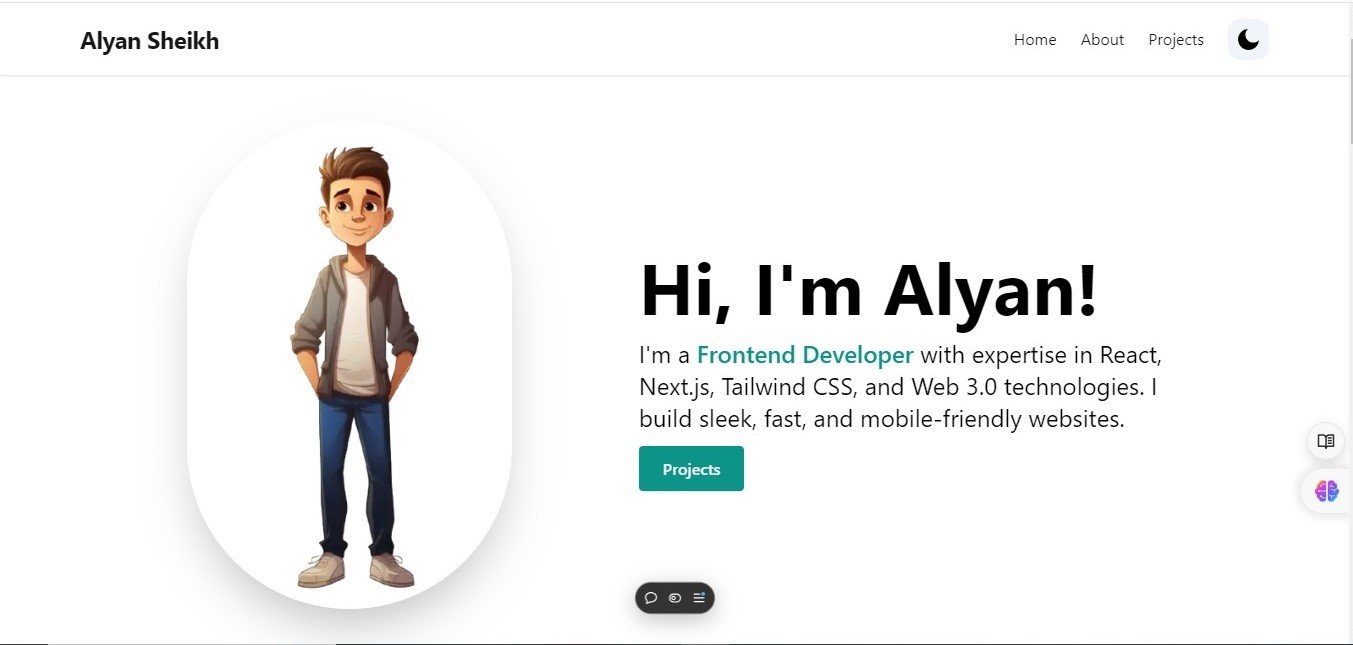 Alyan Sheikh
Home About Projects
Hi, I'm Alyan!
I'm a Frontend Developer with expertise in React,
Next.js, Tailwind CSS, and Web 3.0 technologies. I
build sleek, fast, and mobile-friendly websites.
Projects